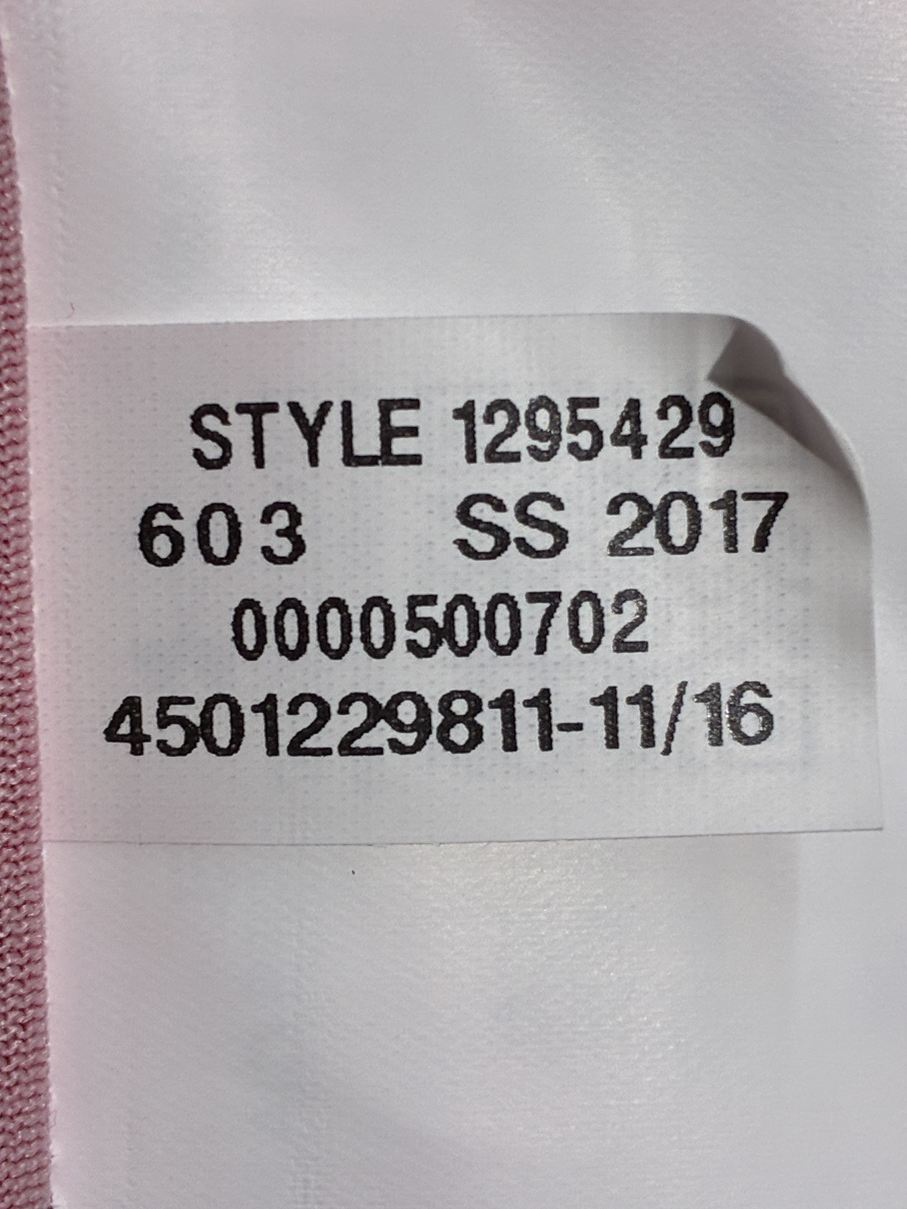 STYLE 1295429
603 SS 2017
0000500702
4501229811-11/16